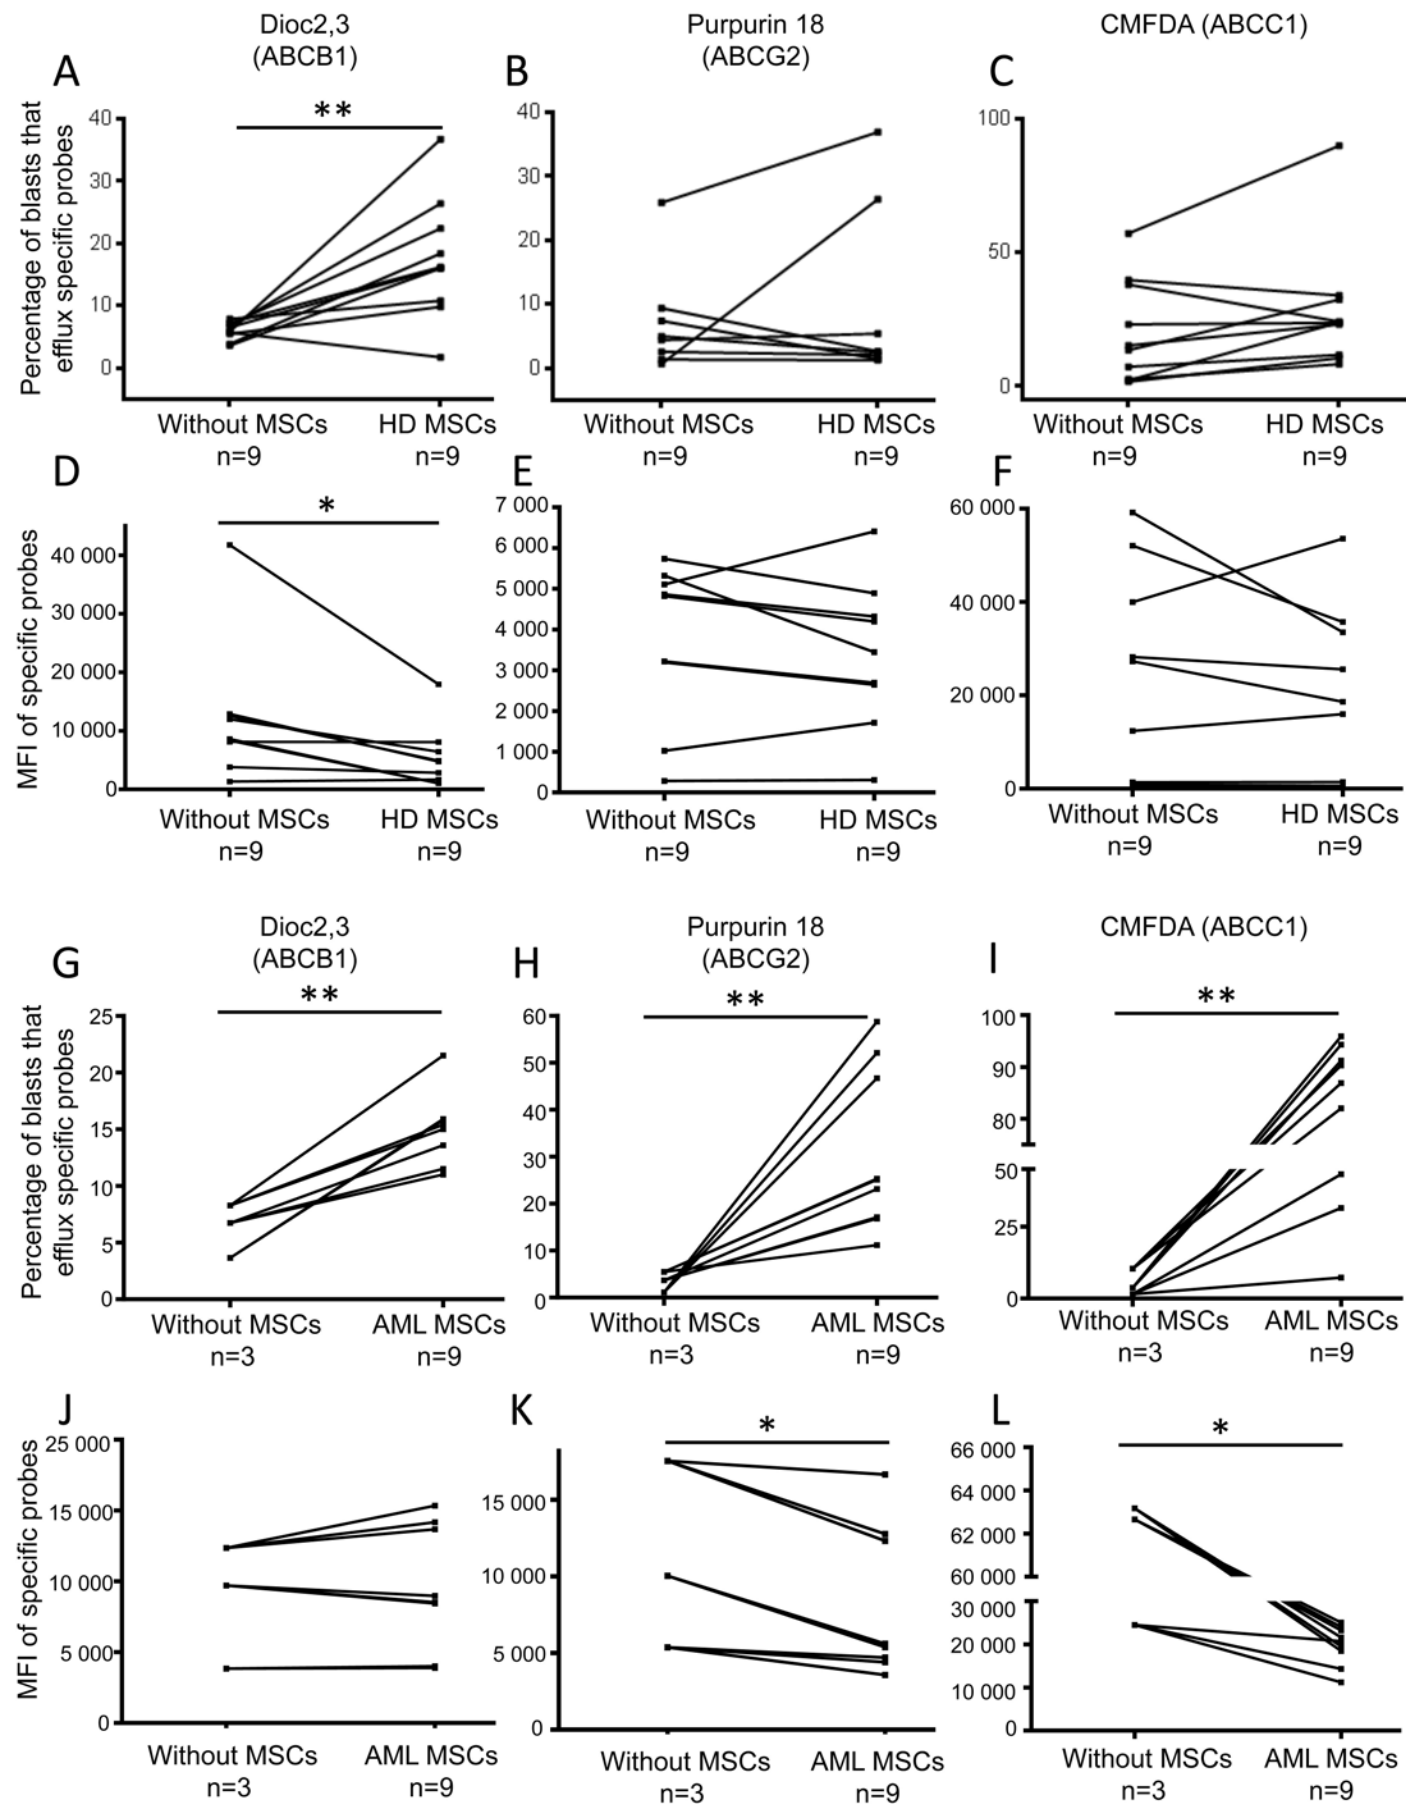 Dioc2,3
(ABCB1)
Purpurin 18
(ABCG2)
CMFDA (ABCC1)
A
B
C
Percentage of blasts that
efflux specific probes
40
30
20
10
0
**
Without MSCs
n=9
HD MSCs
n=9
40
30
20
10
0
Without MSCs
n=9
HD MSCs
n=9
100
50
0
Without MSCs
n=9
HD MSCs
n=9
D
E
F
MFI of specific probes
40 000
30 000
20 000
10 000
0
*
Without MSCs
n=9
HD MSCs
n=9
7 000
6 000
5 000
4 000
3 000
2 000
1 000
0
Without MSCs
n=9
HD MSCs
n=9
60 000
40 000
20 000
0
Without MSCs
n=9
HD MSCs
n=9
Dioc2,3
(ABCB1)
Purpurin 18
(ABCG2)
CMFDA (ABCC1)
G
H
I
Percentage of blasts that
efflux specific probes
25
20
15
10
5
0
**
Without MSCs
n=3
AML MSCs
n=9
60
50
40
30
20
10
0
**
Without MSCs
n=3
AML MSCs
n=9
100
90
80
50
25
0
**
Without MSCs
n=3
AML MSCs
n=9
J
K
L
MFI of specific probes
25 000
15 000
10 000
5 000
0
Without MSCs
n=3
AML MSCs
n=9
15 000
10 000
5 000
0
*
Without MSCs
n=3
AML MSCs
n=9
66 000
64 000
62 000
60 000
30 000
20 000
10 000
0
*
Without MSCs
n=3
AML MSCs
n=9